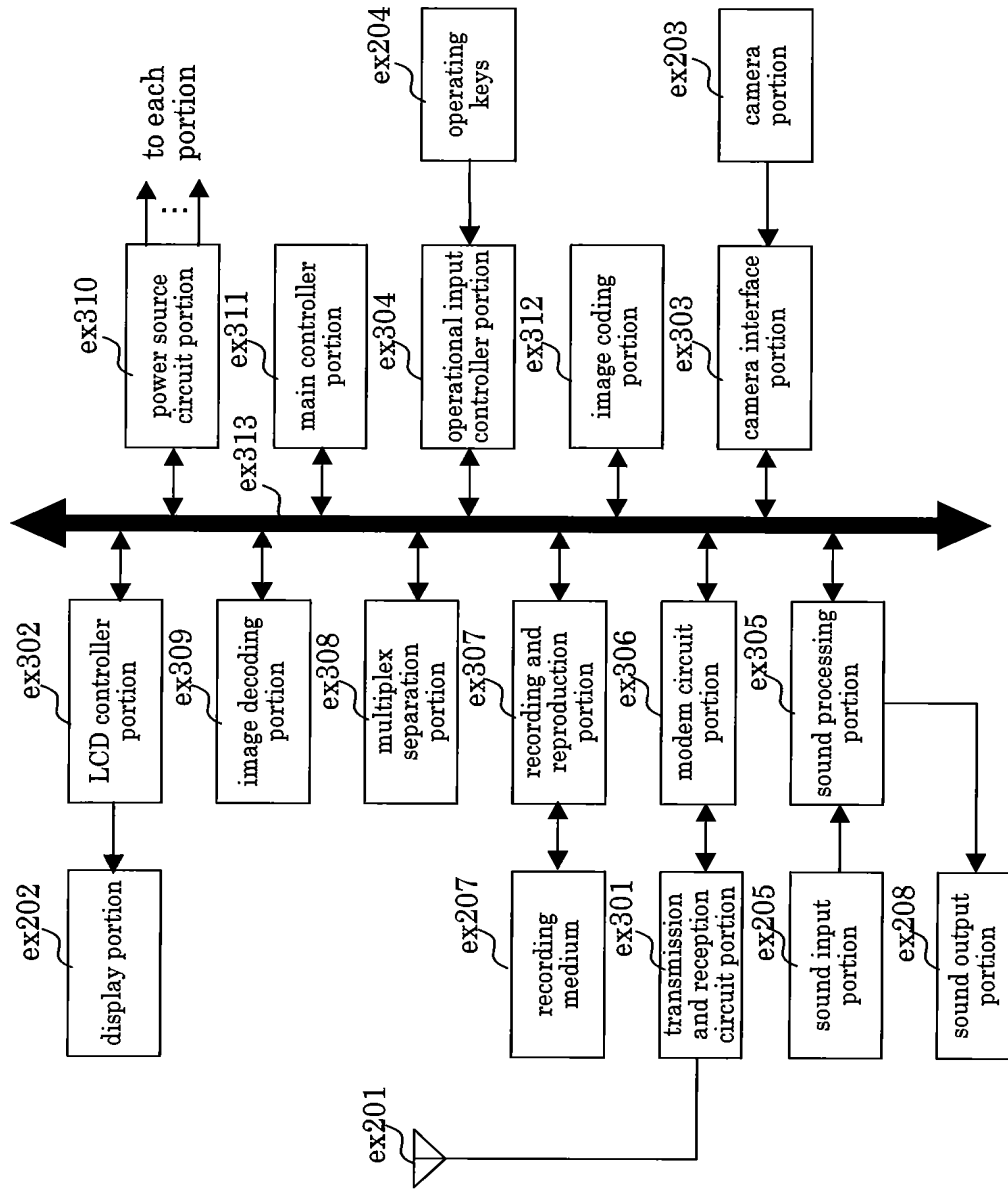 ex202
display portion
ex302
LCD controller
portion
ex309
image decoding
portion
ex308
multiplex
separation
portion
ex207
recording
medium
ex307
recording and
reproduction
portion
ex201
ex301
transmission
and reception
circuit portion
ex306
modem circuit
portion
ex205
sound input
portion
ex305
sound processing
portion
ex208
sound output
portion
ex313
ex310
power source
circuit portion
to each
portion
...
ex311
main controller
portion
ex304
operational input
controller portion
ex204
operating
keys
ex312
image coding
portion
ex303
camera interface
portion
ex203
camera
portion